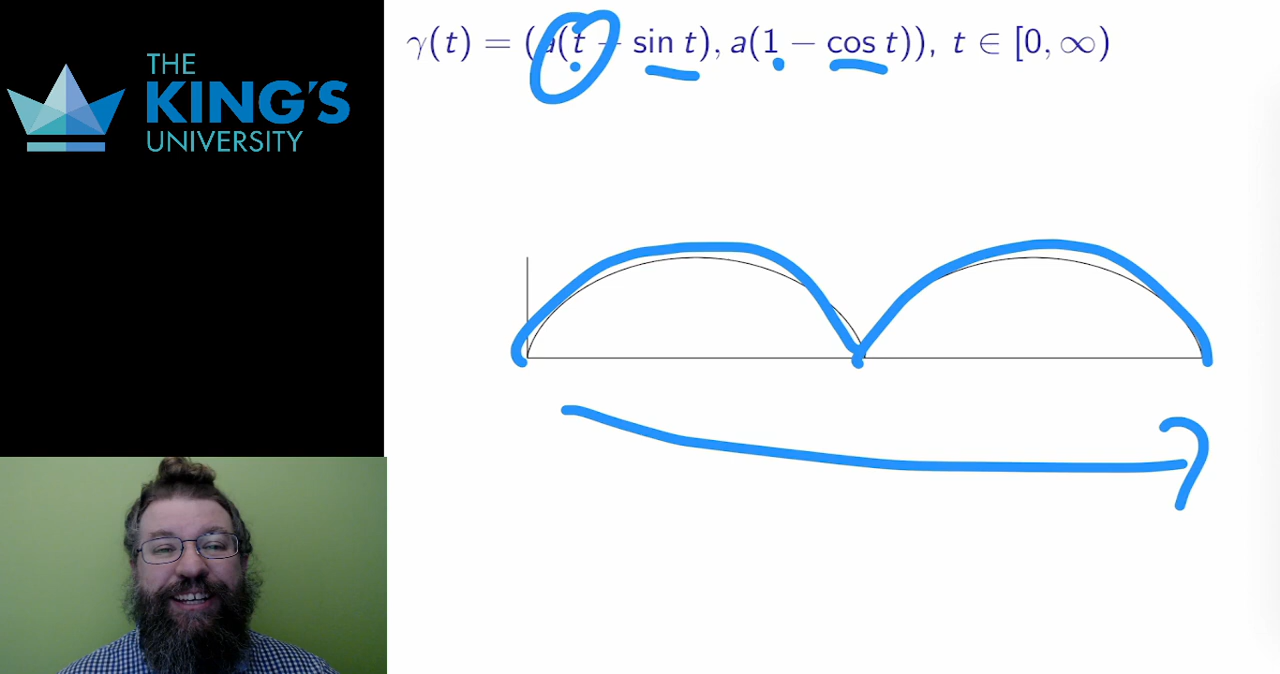 γ(t) = (a(t − sin t), a(1 − cos t)), t ∈ [0, ∞)
THE
KING'S
UNIVERSITY